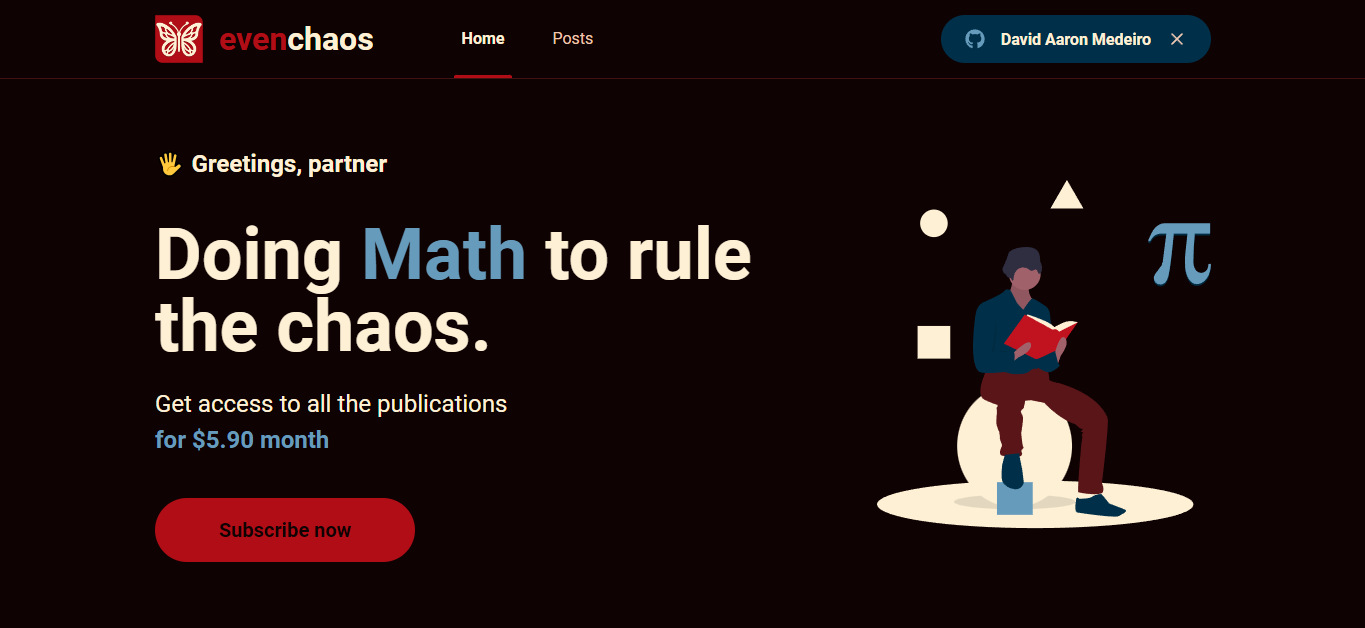 evenchaos
Home
Posts
David Aaron Medeiro
👋 Greetings, partner
Doing Math to rule
the chaos.
Get access to all the publications
for $5.90 month
Subscribe now
π